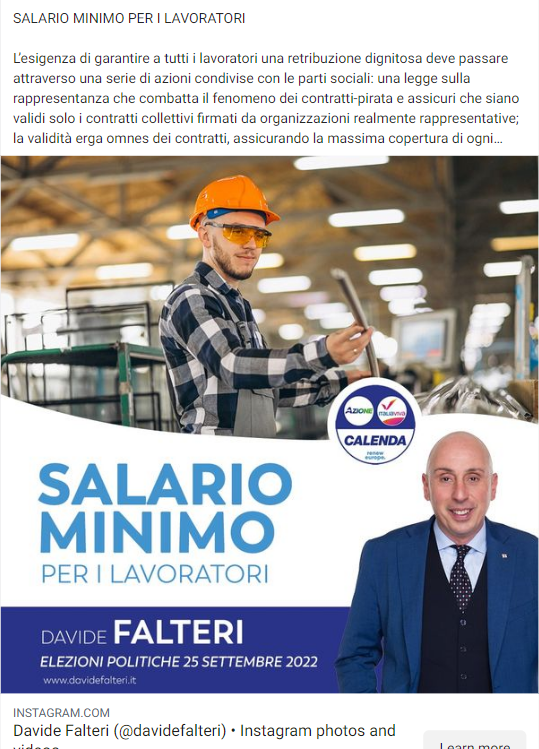 SALARIO MINIMO PER I LAVORATORI
L'esigenza di garantire a tutti i lavoratori una retribuzione dignitosa deve passare
attraverso una serie di azioni condivise con le parti sociali: una legge sulla
rappresentanza che combatta il fenomeno dei contratti-pirata e assicuri che siano
validi solo i contratti collettivi firmati da organizzazioni realmente rappresentative;
la validità erga omnes dei contratti, assicurando la massima copertura di ogni...
AZIONE
ITALIAVIVA
CALENDA
renew
europe.
SALARIO
MINIMO
PER I LAVORATORI
DAVIDE FALTERI
ELEZIONI POLITICHE 25 SETTEMBRE 2022
www.davidefalteri.it
INSTAGRAM.COM
Davide Falteri (@davidefalteri) • Instagram photos and
videos
Learn more